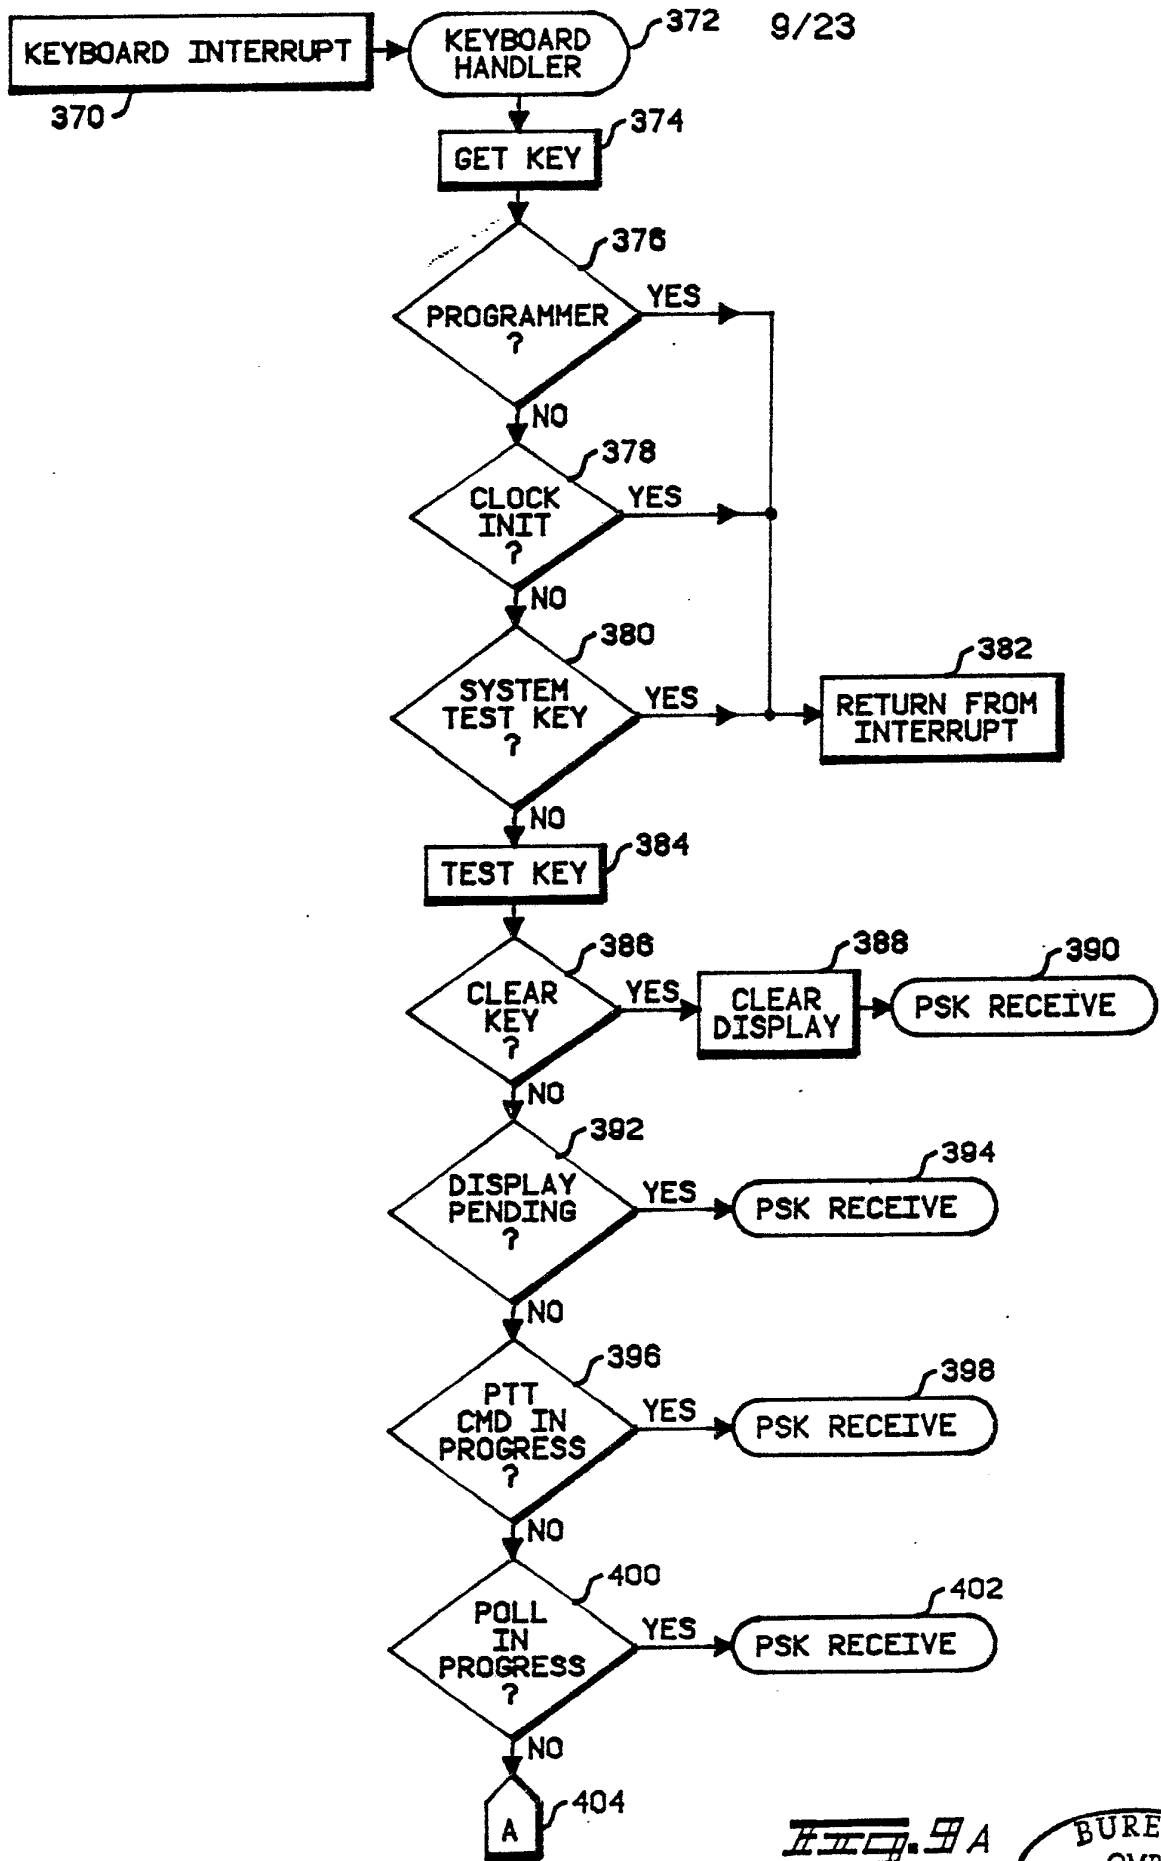 9/23
KEYBOARD INTERRUPT
370
KEYBOARD
HANDLER
372
374
GET KEY
376
PROGRAMMER
?
YES
NO
378
CLOCK
INIT
?
YES
NO
380
SYSTEM
TEST KEY
?
YES
382
RETURN FROM
INTERRUPT
NO
384
TEST KEY
386
CLEAR
KEY
?
YES
388
CLEAR
DISPLAY
390
PSK RECEIVE
NO
392
DISPLAY
PENDING
?
YES
394
PSK RECEIVE
NO
396
PTT
CMD IN
PROGRESS
?
YES
398
PSK RECEIVE
NO
400
POLL
IN
PROGRESS
?
YES
402
PSK RECEIVE
NO
404
A
Fig. 9A
BURE